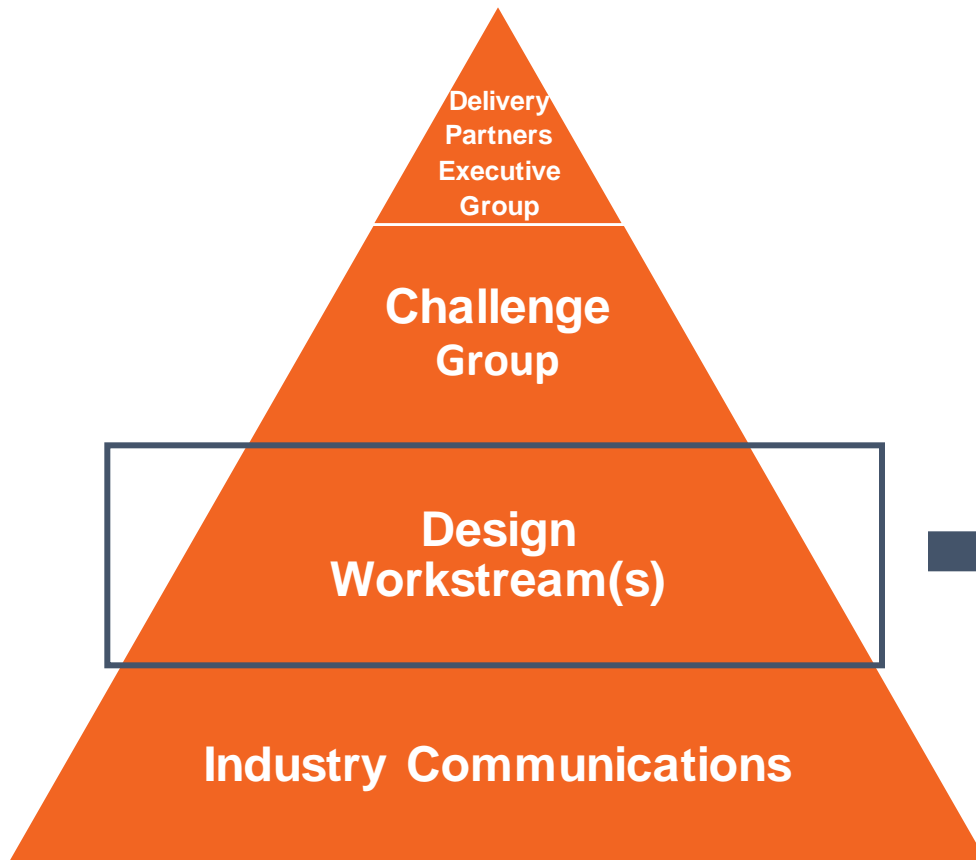 Delivery
Partners
Executive
Group
Challenge
Group
Design
Workstream(s)
Industry Communications